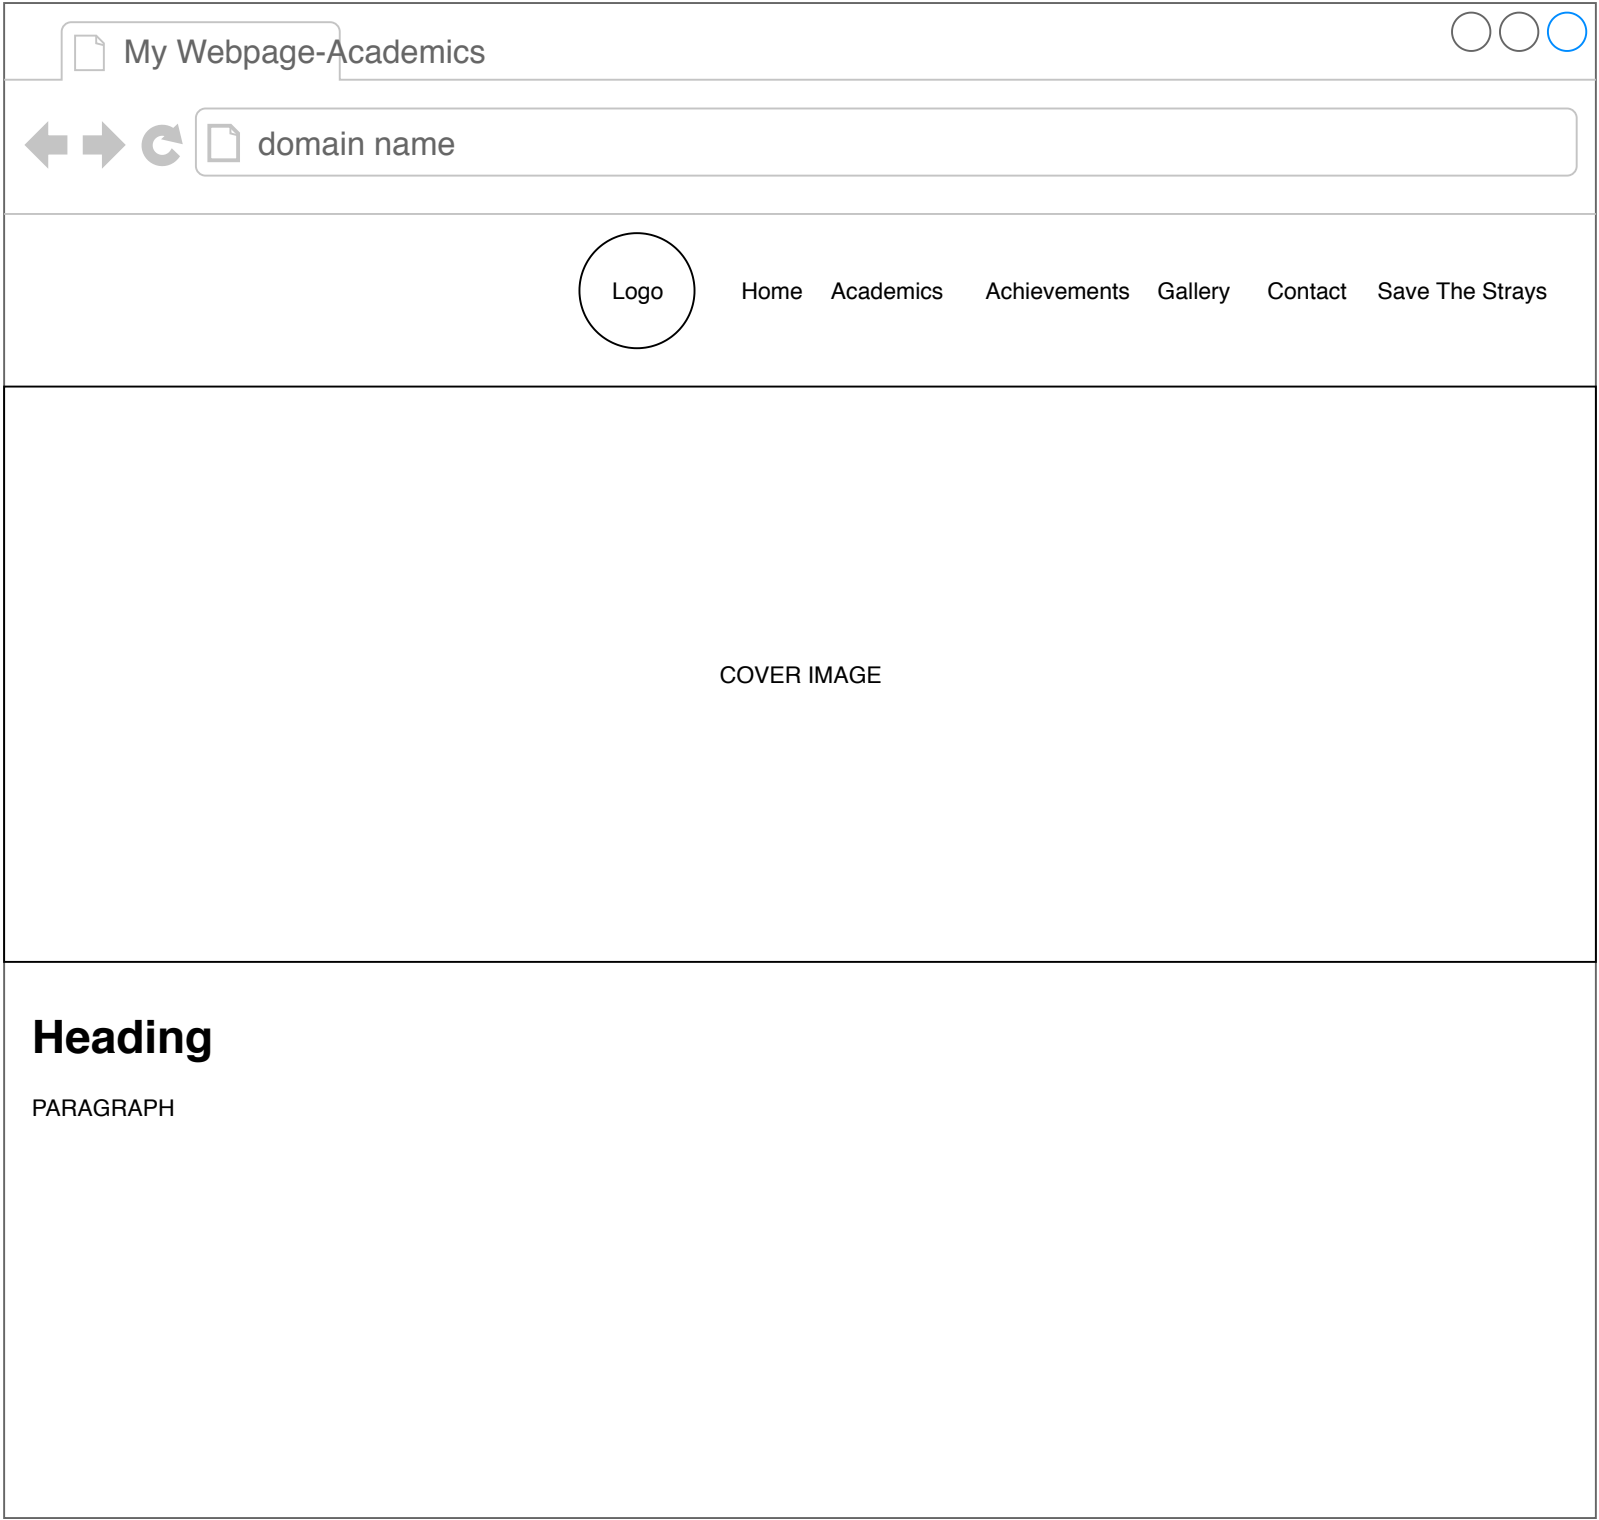 My Webpage-Academics
domain name
Logo Home Academics Achievements Gallery Contact Save The Strays
COVER IMAGE
Heading
PARAGRAPH